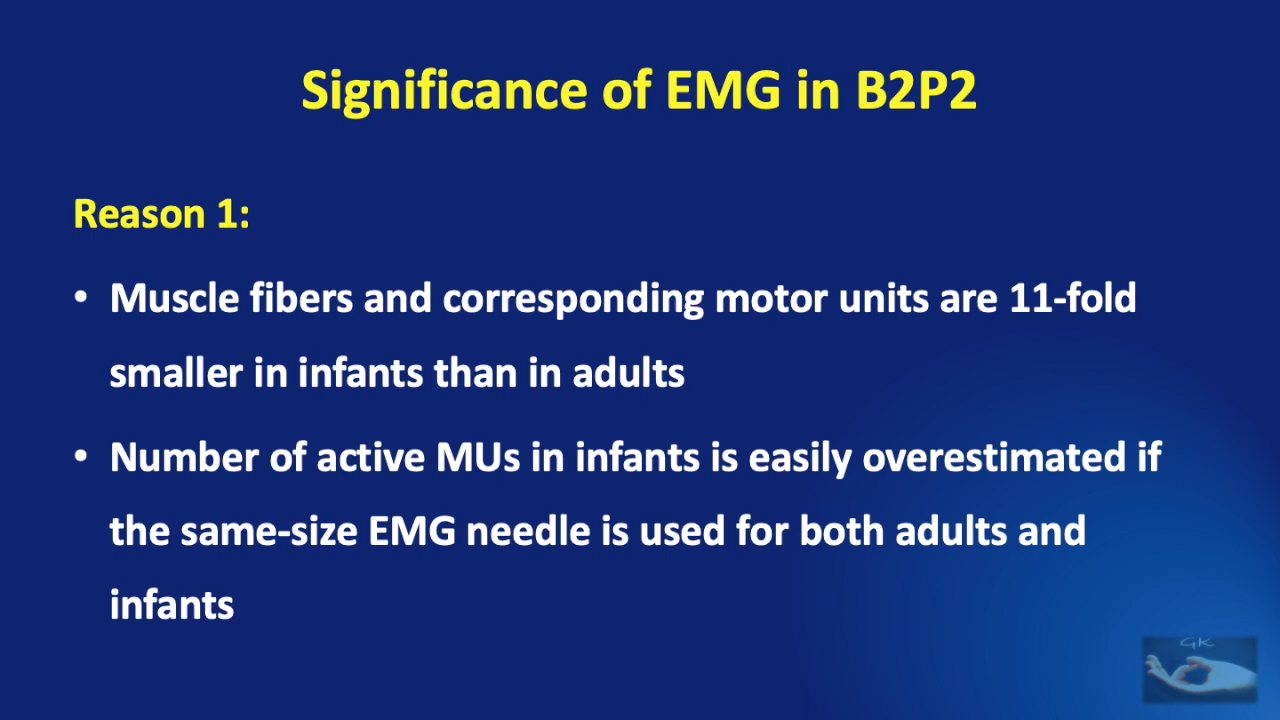 Significance of EMG in B2P2
Reason 1:
• Muscle fibers and corresponding motor units are 11-fold
smaller in infants than in adults
• Number of active MUs in infants is easily overestimated if
the same-size EMG needle is used for both adults and
infants
GK